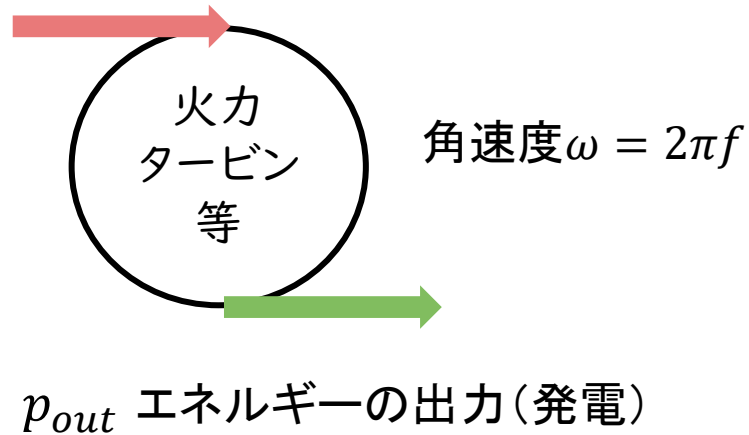 火力
タービン
等
角速度ω = 2πf
p_out エネルギーの出力(発電)